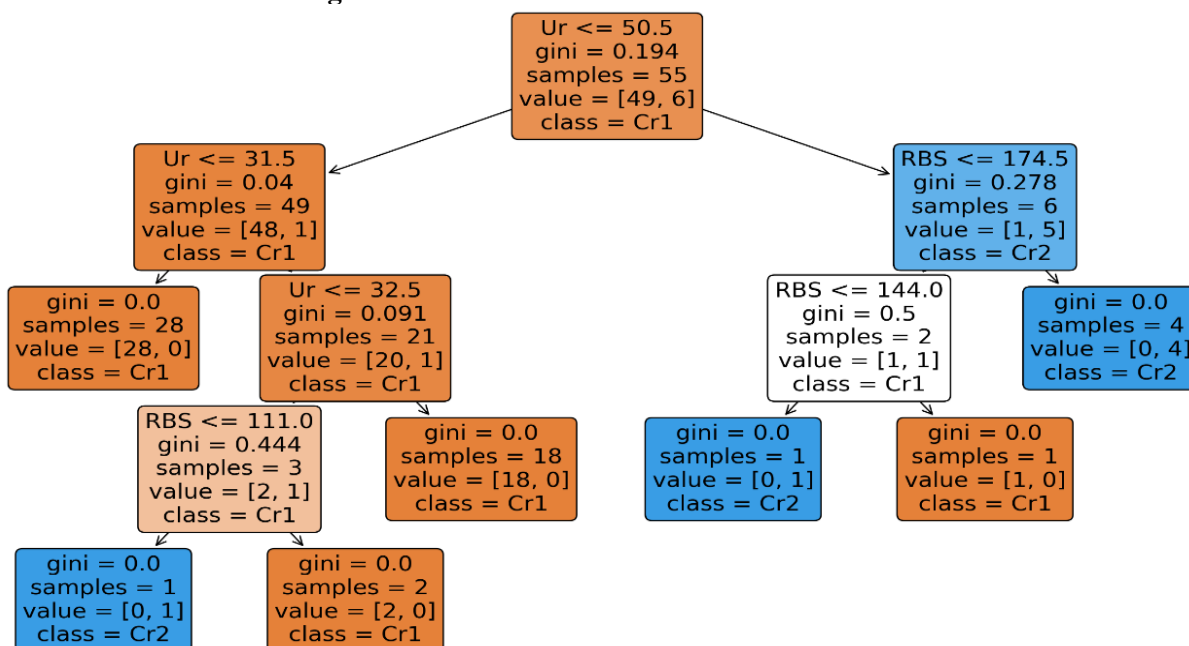 g
Ur <= 50.5
gini = 0.194
samples = 55
value = [49, 6]
class = Cr1
Ur <= 31.5
gini = 0.04
samples = 49
value = [48, 1]
class = Cr1
RBS <= 174.5
gini = 0.278
samples = 6
value = [1, 5]
class = Cr2
gini = 0.0
samples = 28
value = [28, 0]
class = Cr1
Ur <= 32.5
gini = 0.091
samples = 21
value = [20, 1]
class = Cr1
RBS <= 144.0
gini = 0.5
samples = 2
value = [1, 1]
class = Cr1
gini = 0.0
samples = 4
value = [0, 4]
class = Cr2
RBS <= 111.0
gini = 0.444
samples = 3
value = [2, 1]
class = Cr1
gini = 0.0
samples = 18
value = [18, 0]
class = Cr1
gini = 0.0
samples = 1
value = [0, 1]
class = Cr2
gini = 0.0
samples = 1
value = [1, 0]
class = Cr1
gini = 0.0
samples = 1
value = [0, 1]
class = Cr2
gini = 0.0
samples = 2
value = [2, 0]
class = Cr1